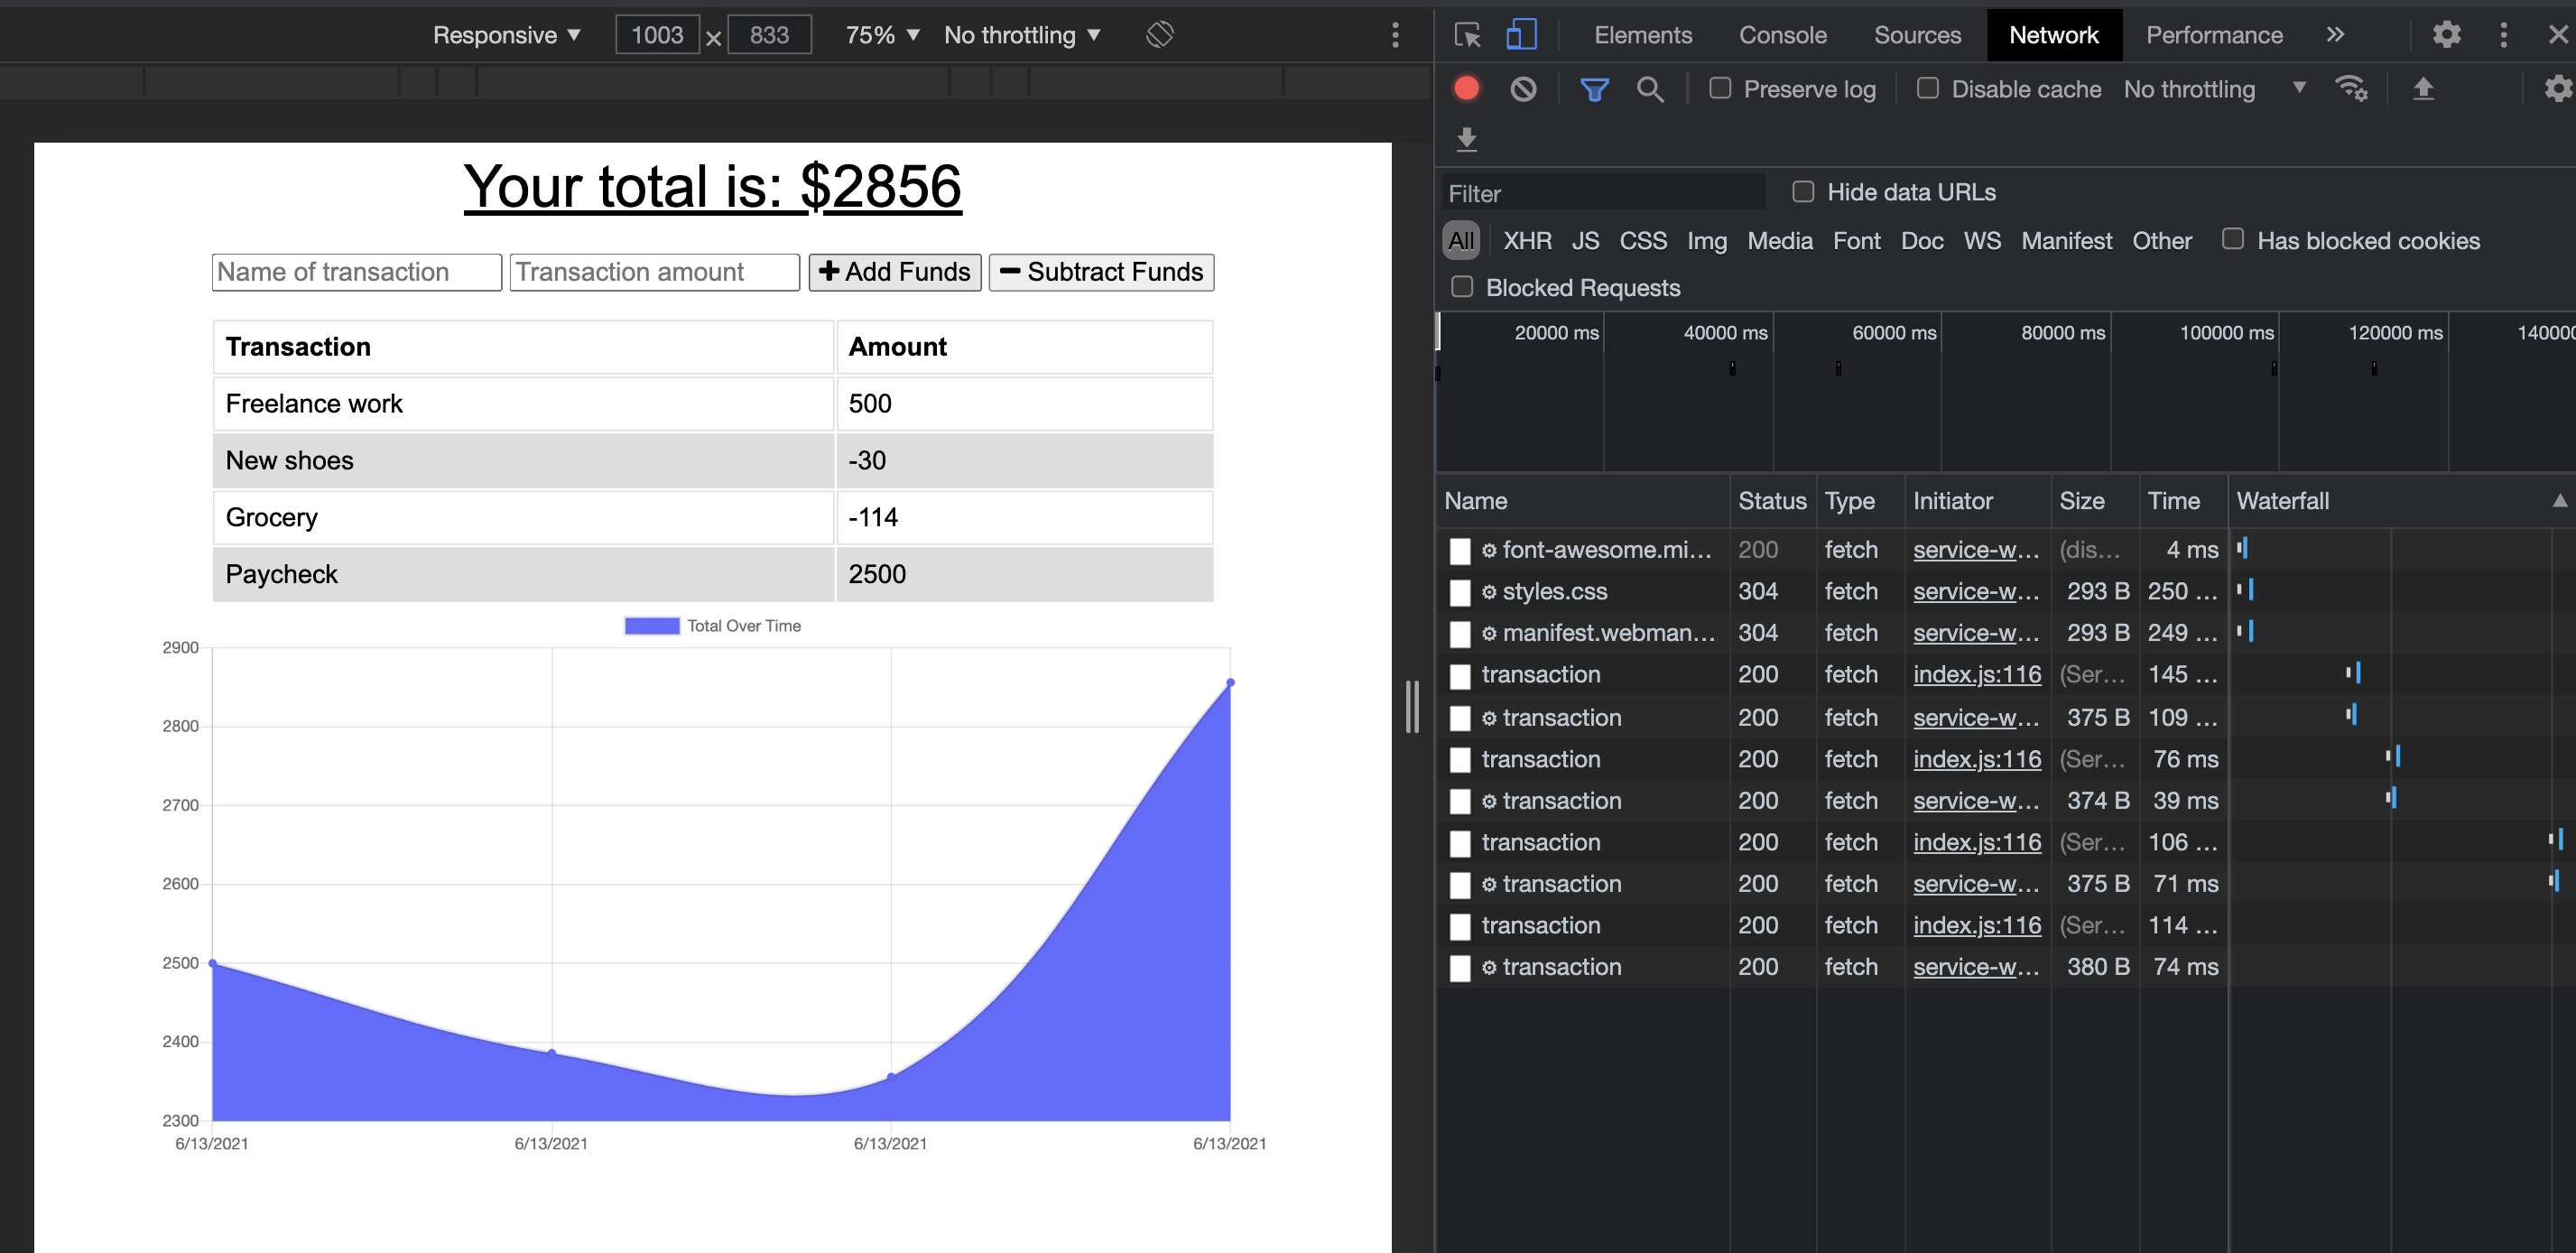 Responsive ▼ 1003 × 833 75% ▼ No throttling ▼
Elements Console Sources Network Performance »
Preserve log Disable cache No throttling ▼
Filter Hide data URLs
All XHR JS CSS Img Media Font Doc WS Manifest Other Has blocked cookies
Blocked Requests
20000 ms 40000 ms 60000 ms 80000 ms 100000 ms 120000 ms
Name Status Type Initiator Size Time Waterfall
font-awesome.mi... 200 fetch service-w... (dis... 4 ms
styles.css 304 fetch service-w... 293 B 250 ...
manifest.webman... 304 fetch service-w... 293 B 249 ...
transaction 200 fetch index.js:116 (Ser... 145 ...
transaction 200 fetch service-w... 375 B 109 ...
transaction 200 fetch index.js:116 (Ser... 76 ms
transaction 200 fetch service-w... 374 B 39 ms
transaction 200 fetch index.js:116 (Ser... 106 ...
transaction 200 fetch service-w... 375 B 71 ms
transaction 200 fetch index.js:116 (Ser... 114 ...
transaction 200 fetch service-w... 380 B 74 ms
Your total is: $2856
Name of transaction Transaction amount + Add Funds − Subtract Funds
Transaction Amount
Freelance work 500
New shoes -30
Grocery -114
Paycheck 2500
Total Over Time
2900
2800
2700
2600
2500
2400
2300
6/13/2021 6/13/2021 6/13/2021 6/13/2021